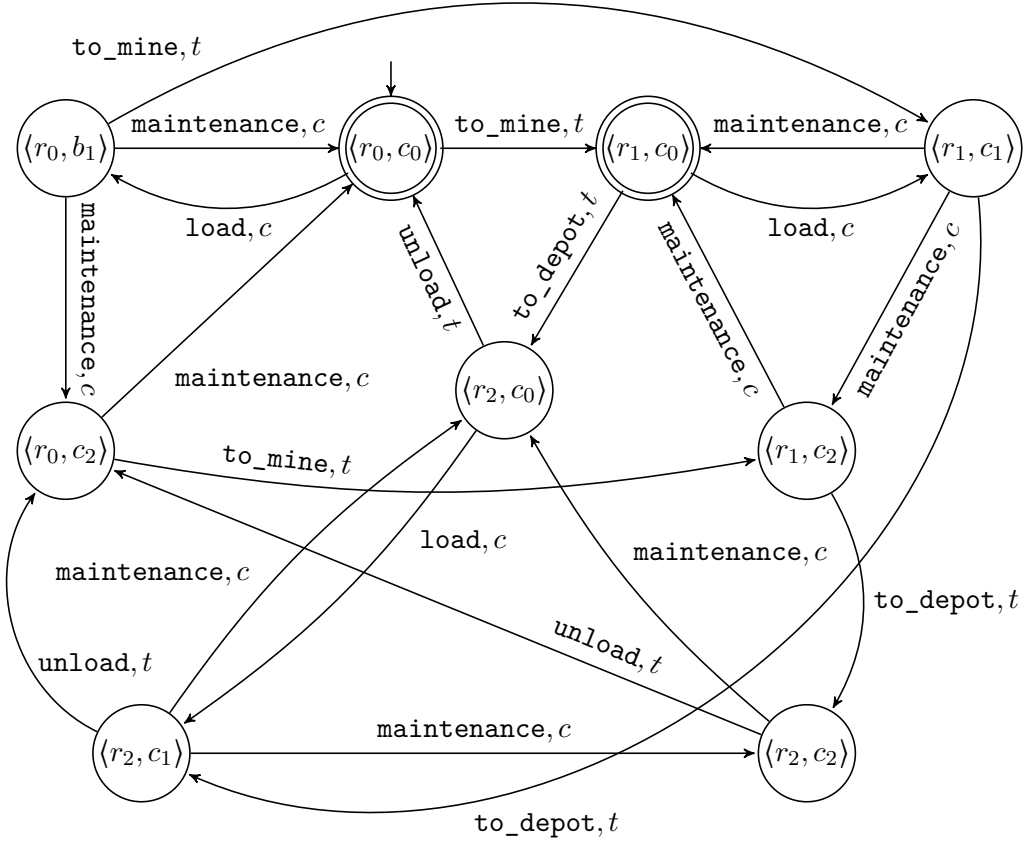 to_mine, t
maintenance, c
to_mine, t
maintenance, c
⟨r₀, b₁⟩
⟨r₀, c₀⟩
⟨r₁, c₀⟩
⟨r₁, c₁⟩
load, c
load, c
maintenance, c
unload, t
to_depot, t
maintenance, c
maintenance, c
maintenance, c
⟨r₂, c₀⟩
⟨r₀, c₂⟩
to_mine, t
⟨r₁, c₂⟩
load, c
maintenance, c
maintenance, c
to_depot, t
unload, t
unload, t
maintenance, c
⟨r₂, c₁⟩
⟨r₂, c₂⟩
to_depot, t